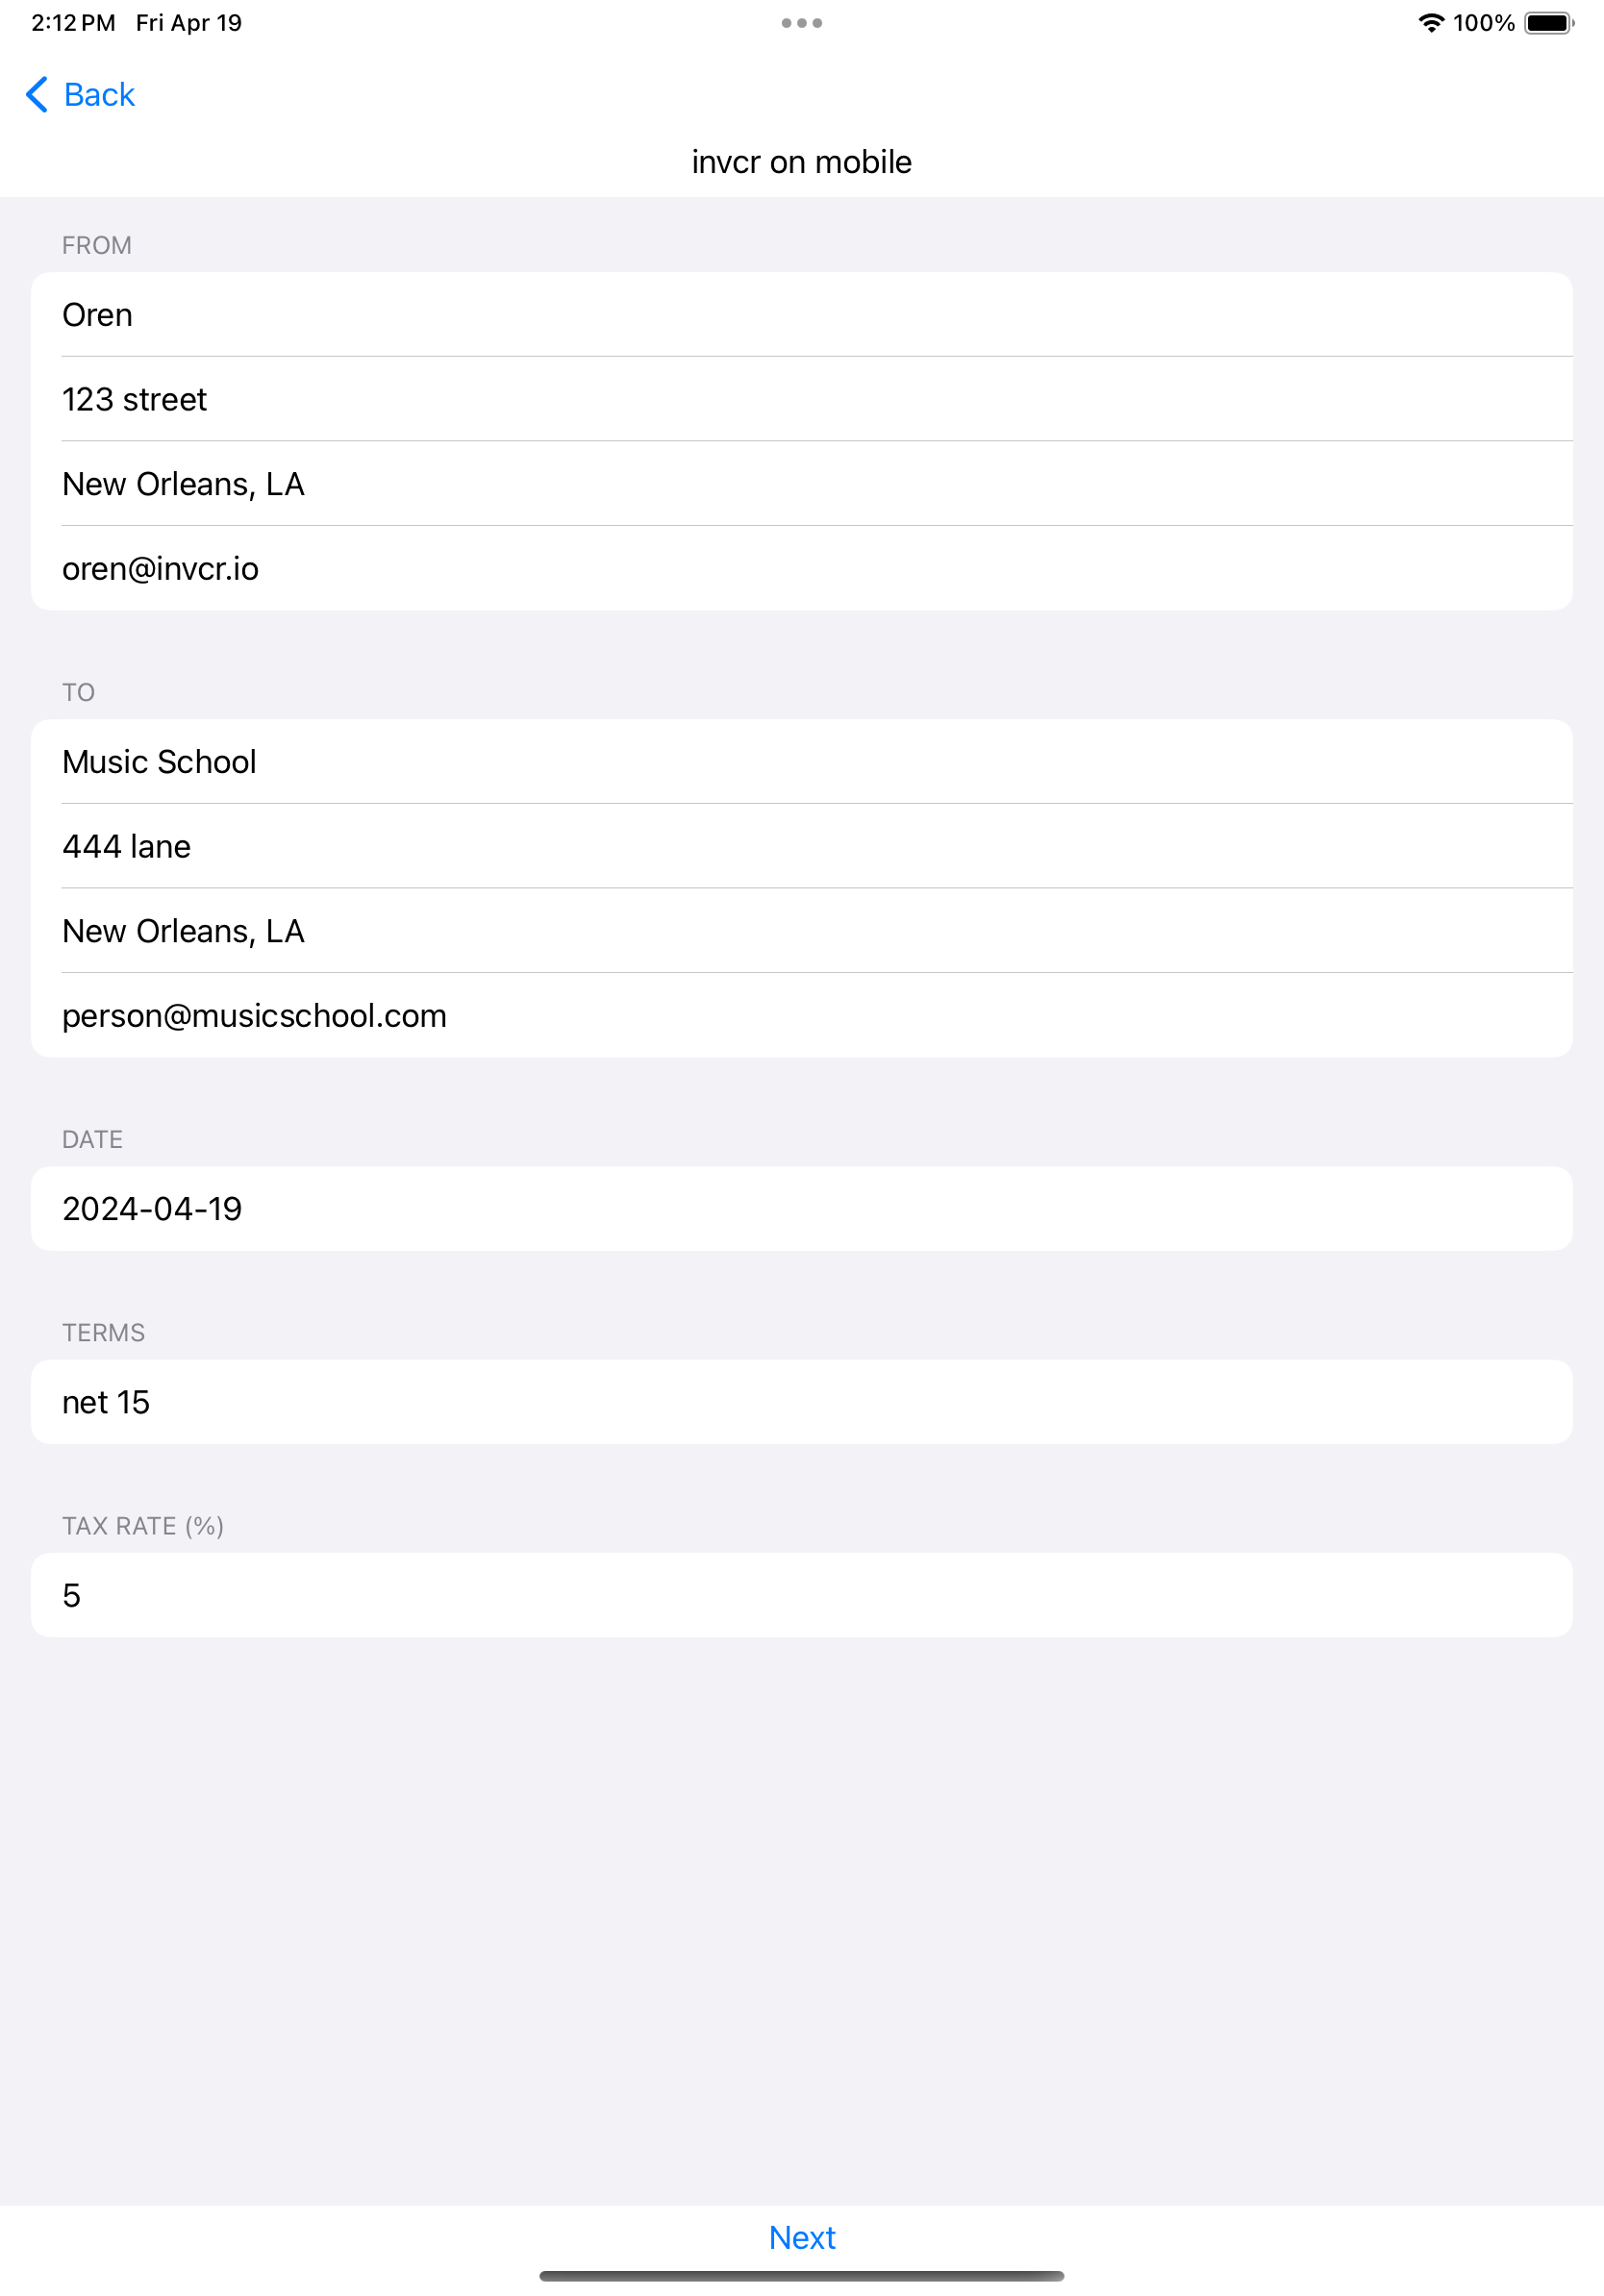 2:12 PM Fri Apr 19
100%
Back
invcr on mobile
FROM
Oren
123 street
New Orleans, LA
oren@invcr.io
TO
Music School
444 lane
New Orleans, LA
person@musicschool.com
DATE
2024-04-19
TERMS
net 15
TAX RATE (%)
5
Next